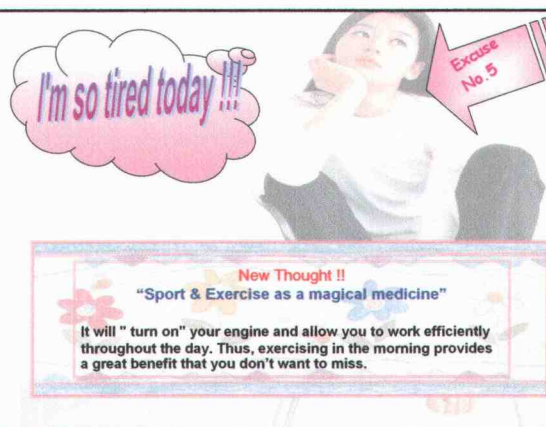 I'm so tired today !!!
Excuse
No.5
New Thought !!
“Sport & Exercise as a magical medicine”
It will " turn on" your engine and allow you to work efficiently
throughout the day. Thus, exercising in the morning provides
a great benefit that you don't want to miss.